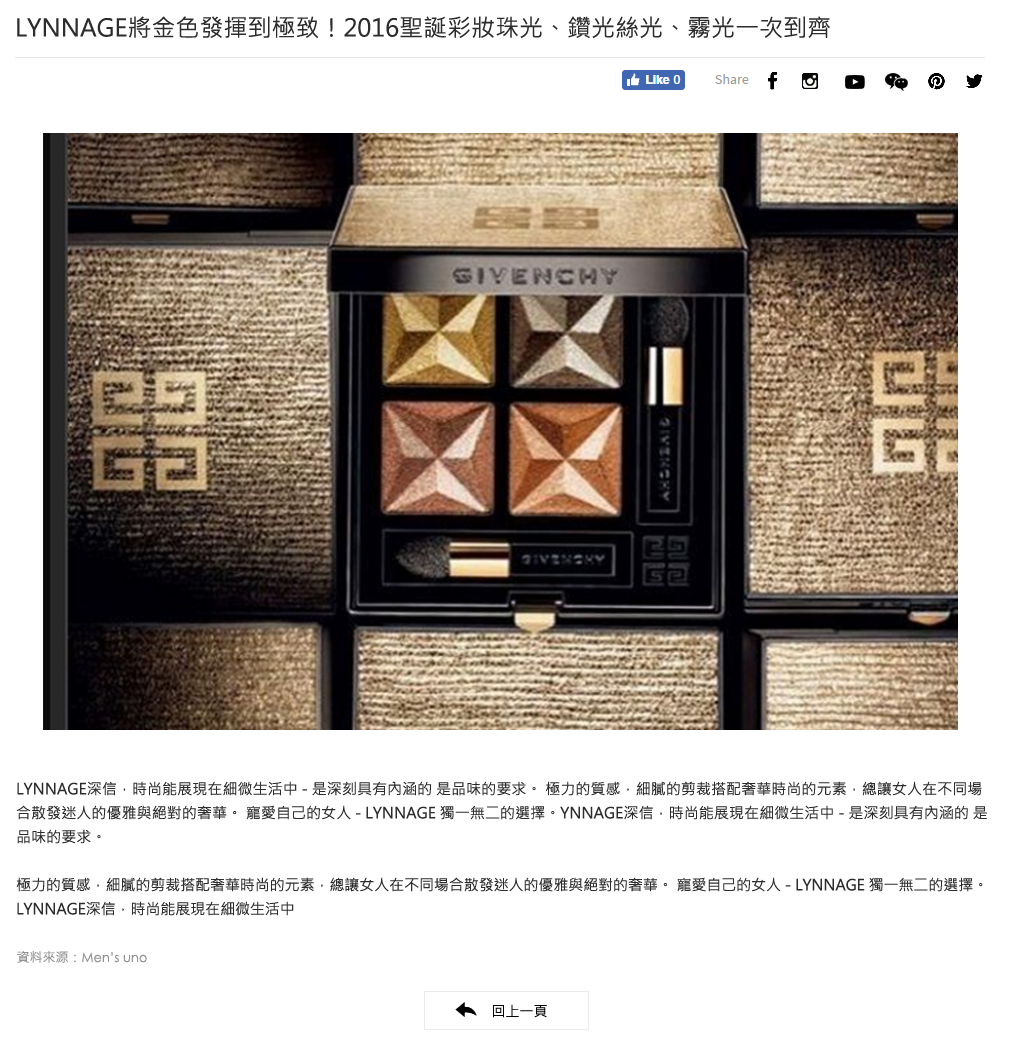 LYNNAGE將金色發揮到極致！2016聖誕彩妝珠光、鑽光絲光、霧光一次到齊
Like 0
Share
GIVENCHY
GIVENCHY
GIVENCHY
LYNNAGE深信，時尚能展現在細微生活中 - 是深刻具有內涵的 是品味的要求。 極力的質感，細膩的剪裁搭配奢華時尚的元素，總讓女人在不同場
合散發迷人的優雅與絕對的奢華。 寵愛自己的女人 - LYNNAGE 獨一無二的選擇。YNNAGE深信，時尚能展現在細微生活中 - 是深刻具有內涵的 是
品味的要求。
極力的質感，細膩的剪裁搭配奢華時尚的元素，總讓女人在不同場合散發迷人的優雅與絕對的奢華。 寵愛自己的女人 - LYNNAGE 獨一無二的選擇。
LYNNAGE深信，時尚能展現在細微生活中
資料來源：Men's uno
回上一頁